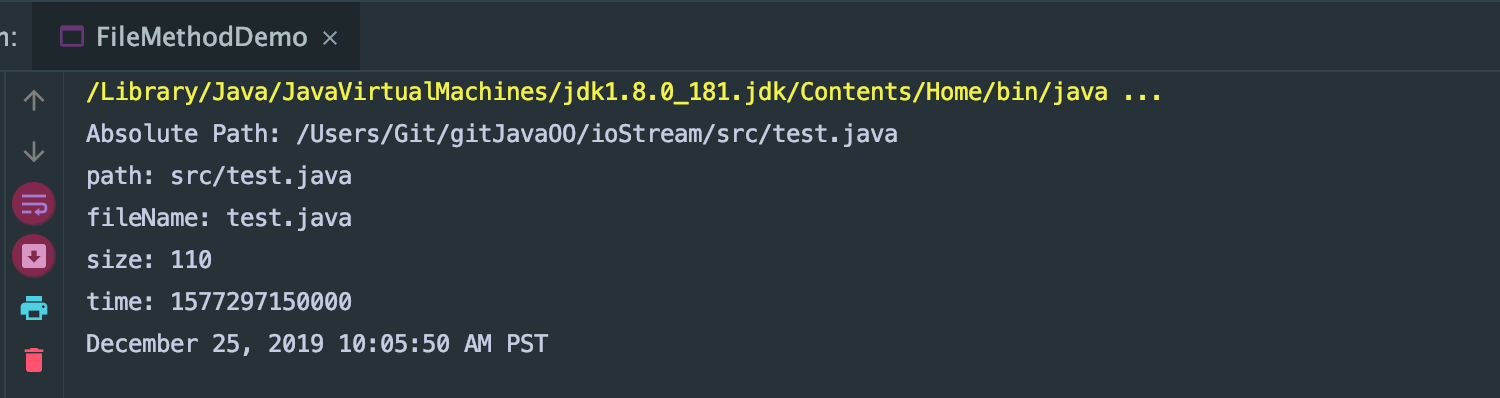 n:
FileMethodDemo
/Library/Java/JavaVirtualMachines/jdk1.8.0_181.jdk/Contents/Home/bin/java ...
Absolute Path: /Users/Git/gitJavaOO/ioStream/src/test.java
path: src/test.java
fileName: test.java
size: 110
time: 1577297150000
December 25, 2019 10:05:50 AM PST